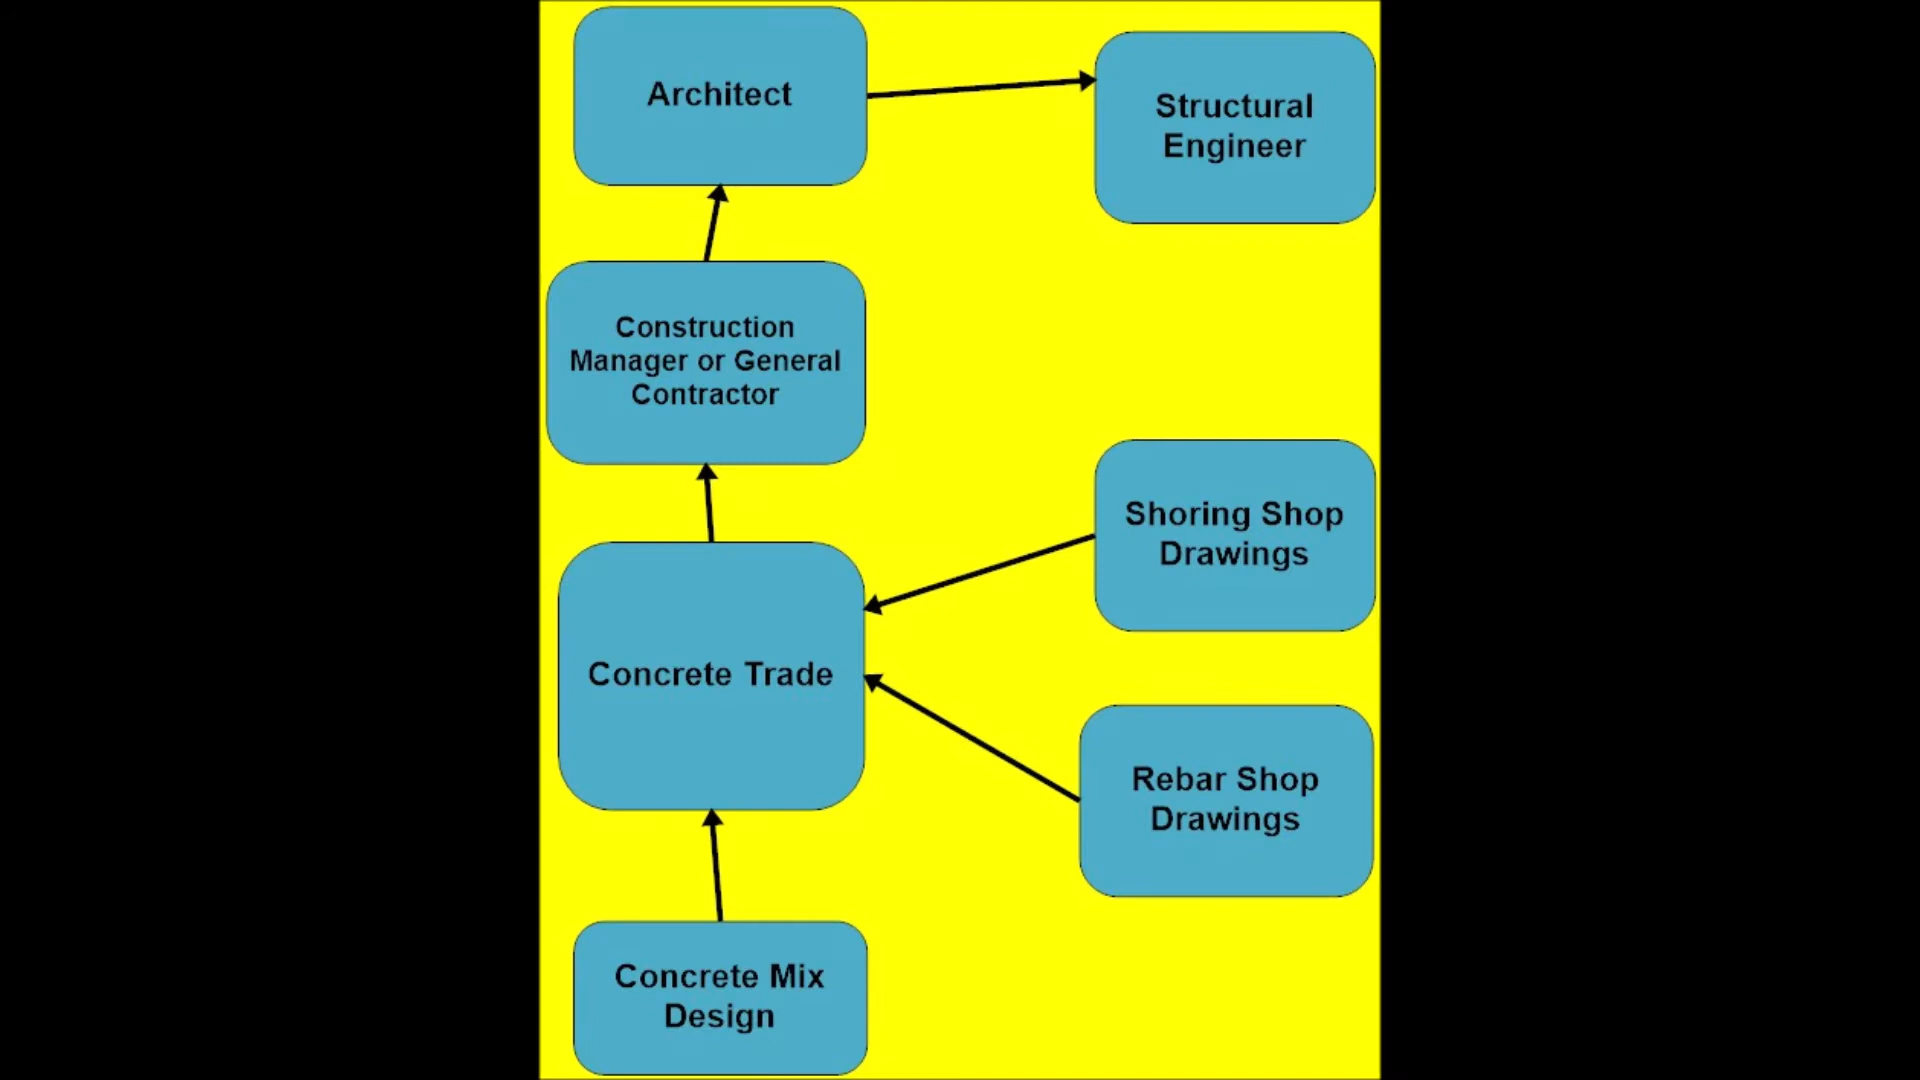 Architect
Structural
Engineer
Construction
Manager or General
Contractor
Shoring Shop
Drawings
Concrete Trade
Rebar Shop
Drawings
Concrete Mix
Design